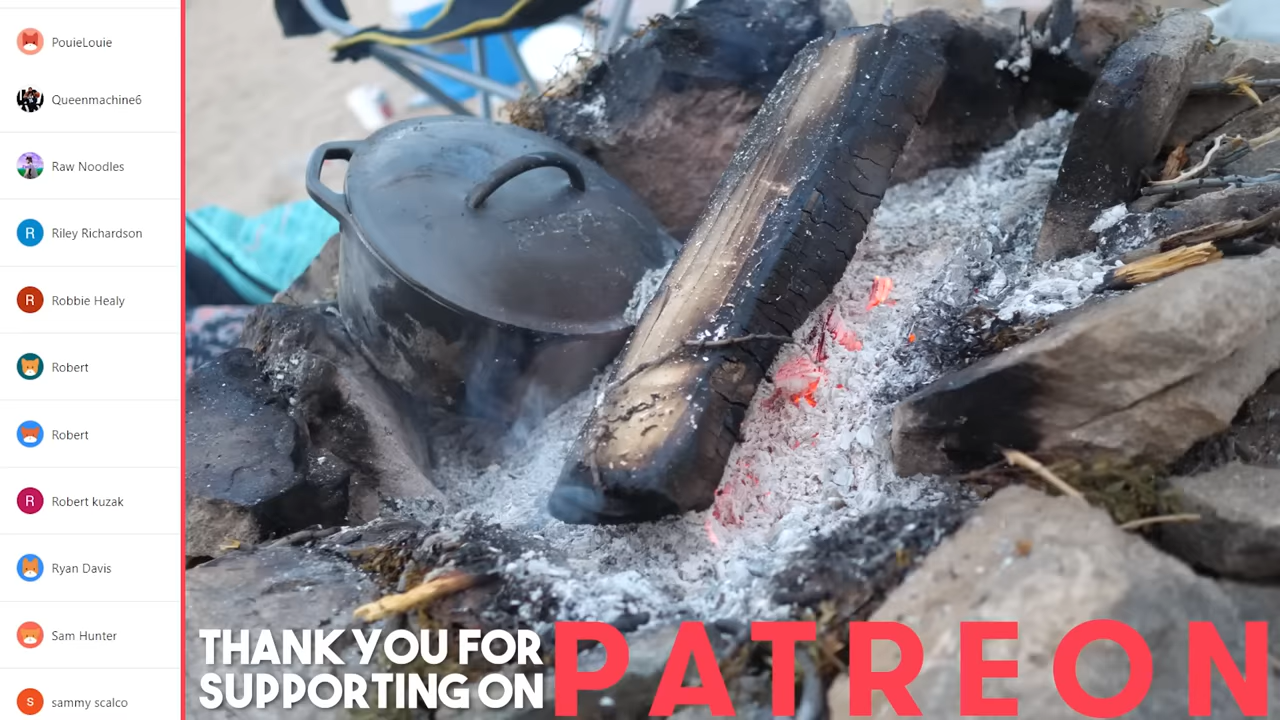 PouieLouie
Queenmachine6
Raw Noodles
R Riley Richardson
R Robbie Healy
Robert
Robert
R Robert kuzak
Ryan Davis
Sam Hunter
S sammy scalco
THANK YOU FOR
SUPPORTING ON
PATREON